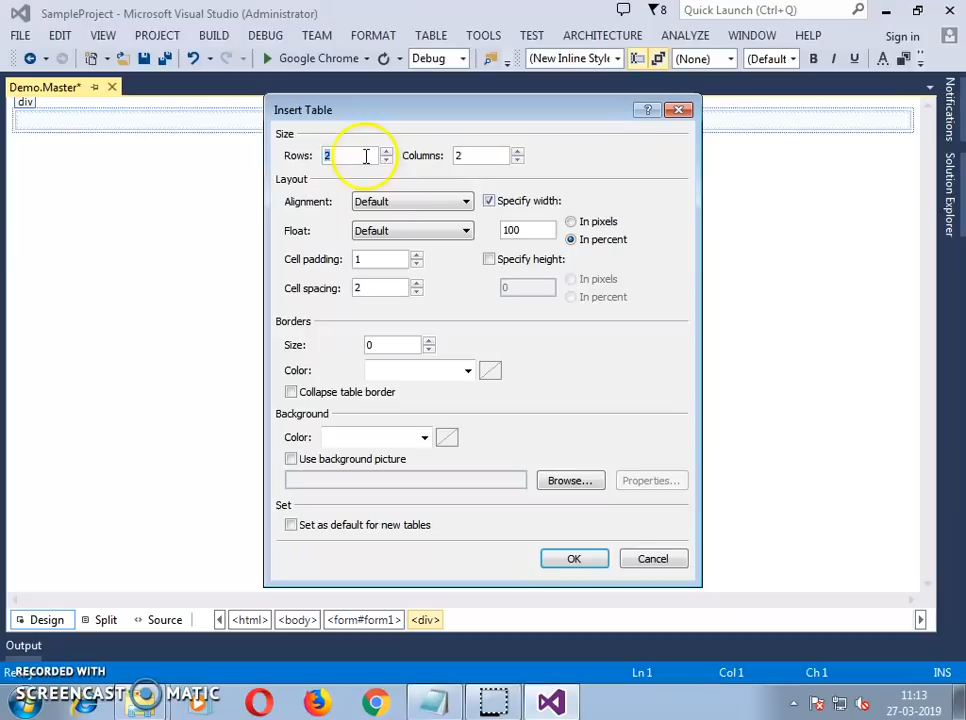 SampleProject - Microsoft Visual Studio (Administrator)
8
Quick Launch (Ctrl+Q)
FILE EDIT VIEW PROJECT BUILD DEBUG TEAM FORMAT TABLE TOOLS TEST ARCHITECTURE ANALYZE WINDOW HELP Sign in
Google Chrome Debug (New Inline Style (None) (Default B I U A
Demo.Master*
div
Insert Table
Size
Rows: 2 Columns: 2
Layout
Alignment: Default Specify width:
In pixels
Float: Default 100
In percent
Cell padding: 1 Specify height:
In pixels
Cell spacing: 2 0
In percent
Borders
Size: 0
Color:
Collapse table border
Background
Color:
Use background picture
Browse... Properties...
Set
Set as default for new tables
OK Cancel
Notifications
Solution Explorer
Design Split Source <html> <body> <form#form1> <div>
Output
Ln 1 Col 1 Ch 1 INS
RECORDED WITH
SCREENCAST MATIC
11:13
27-03-2019